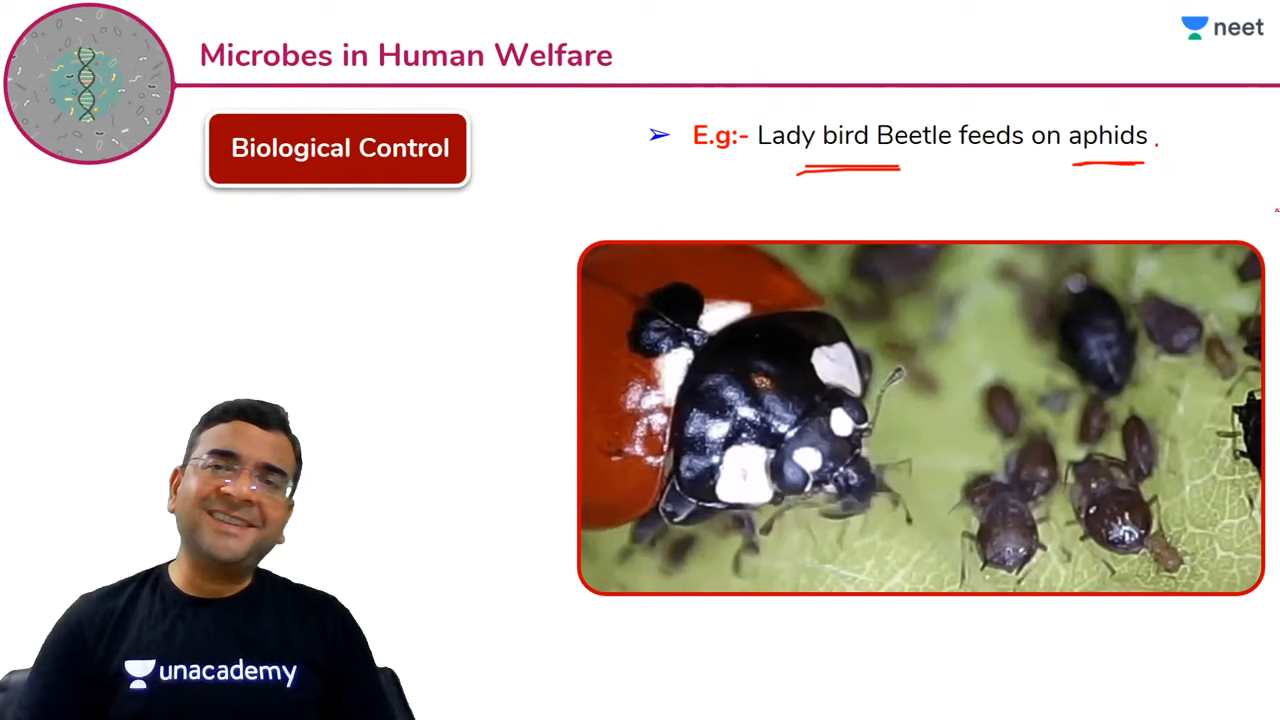 neet
Microbes in Human Welfare
Biological Control
➢ E.g:- Lady bird Beetle feeds on aphids .
unacademy